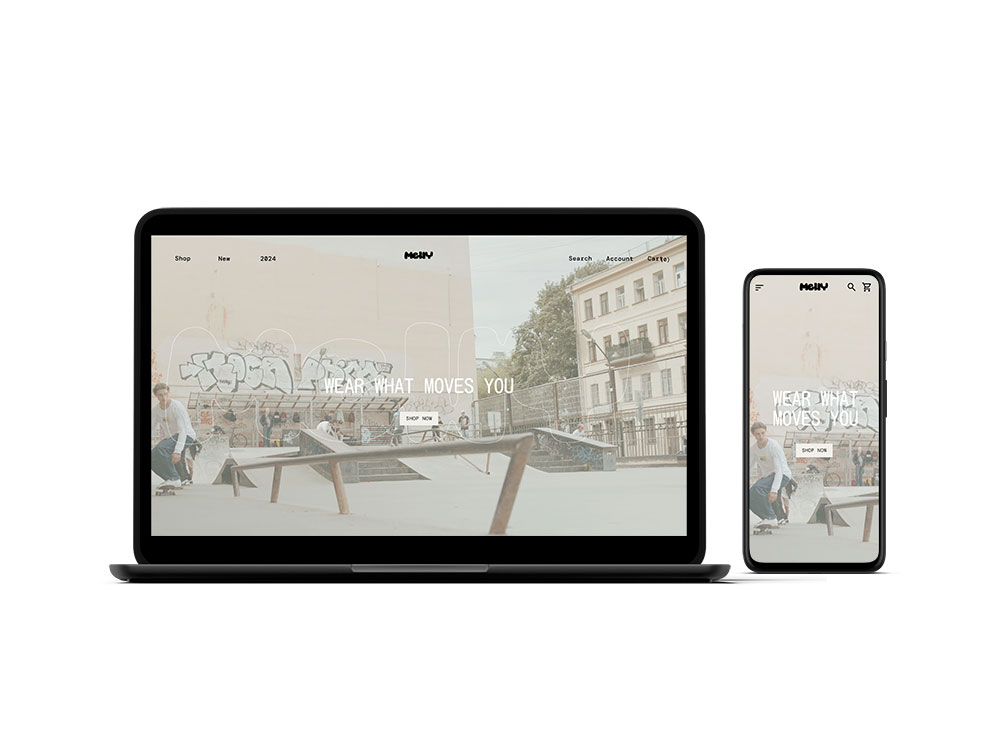 Shop New 2024 Melly Search Account Cart(0)
WEAR WHAT MOVES YOU
SHOP NOW
Melly
WEAR WHAT
MOVES YOU
SHOP NOW